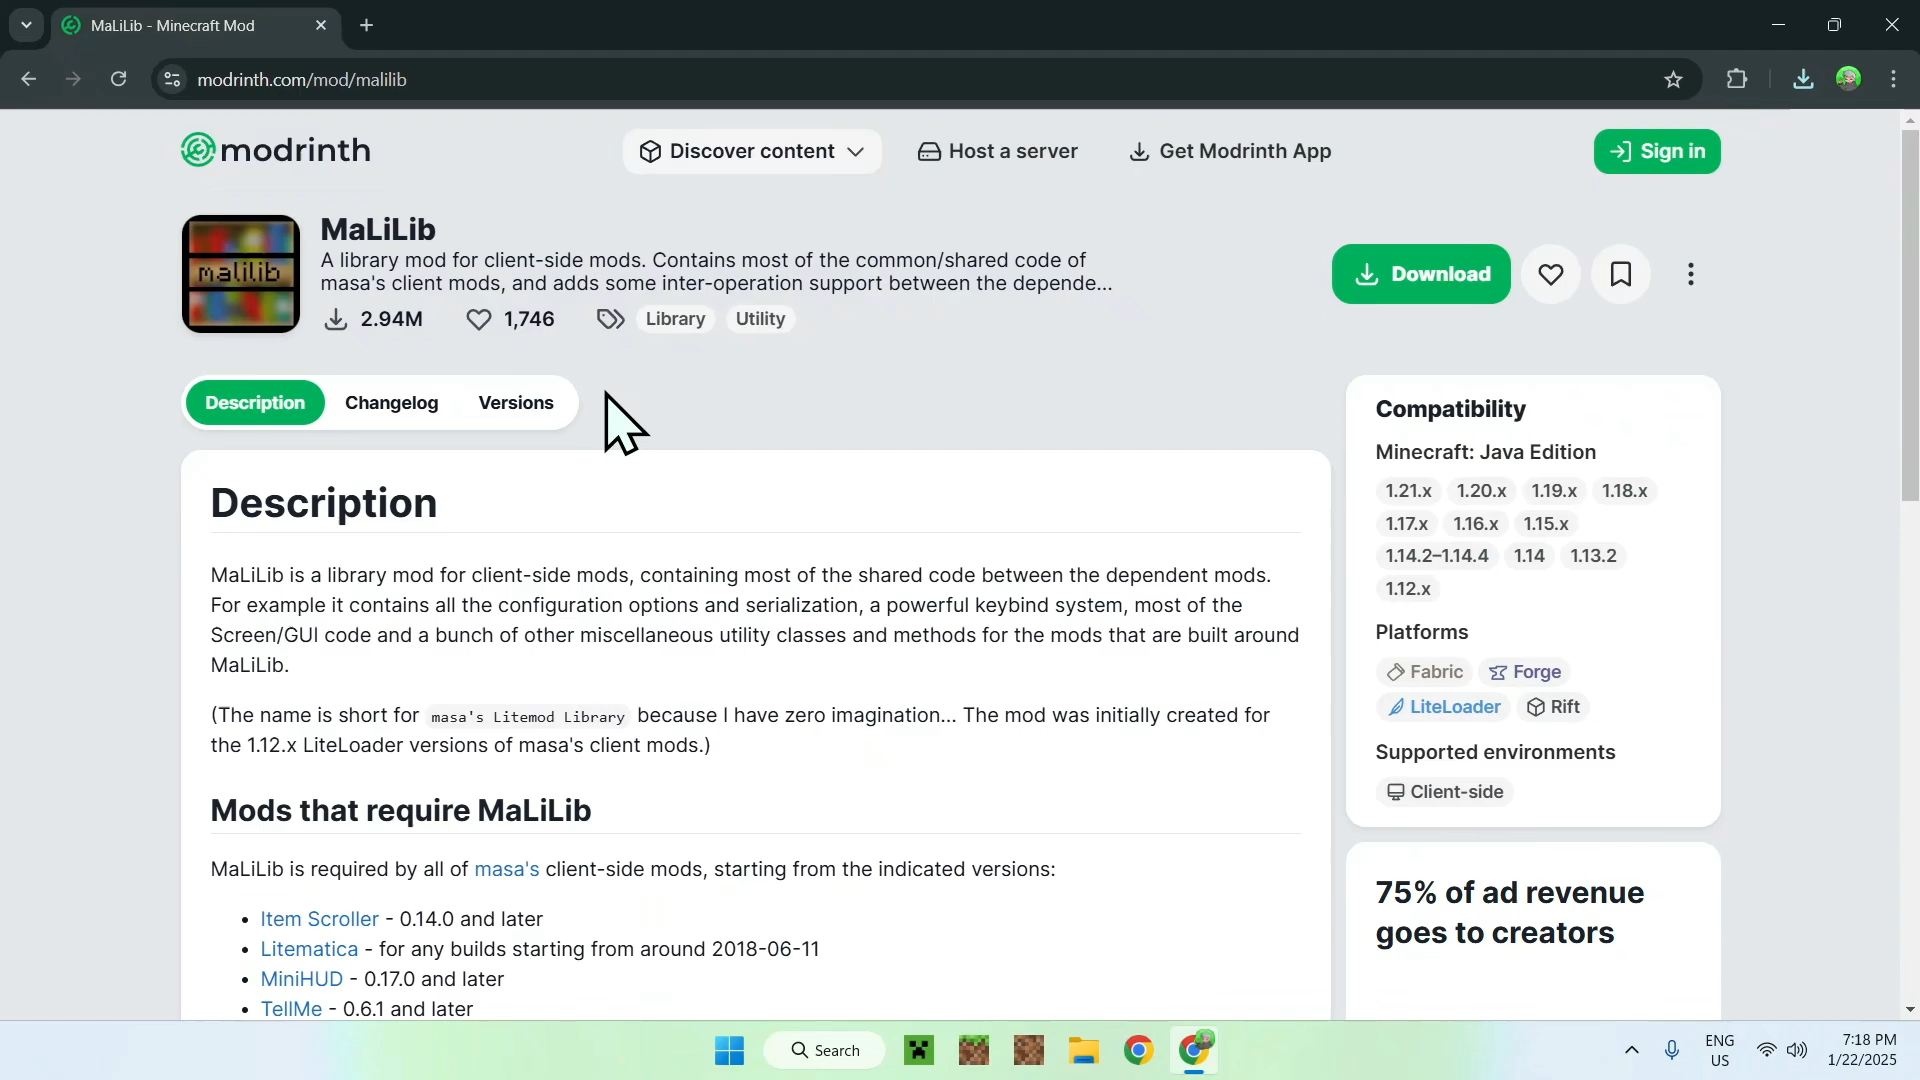 MaLiLib - Minecraft Mod
modrinth.com/mod/malilib
modrinth
Discover content
Host a server
Get Modrinth App
Sign in
malilib
MaLiLib
A library mod for client-side mods. Contains most of the common/shared code of
masa's client mods, and adds some inter-operation support between the depende...
2.94M
1,746
Library
Utility
Download
Description
Changelog
Versions
Description
MaLiLib is a library mod for client-side mods, containing most of the shared code between the dependent mods.
For example it contains all the configuration options and serialization, a powerful keybind system, most of the
Screen/GUI code and a bunch of other miscellaneous utility classes and methods for the mods that are built around
MaLiLib.
(The name is short for masa's Litemod Library because I have zero imagination... The mod was initially created for
the 1.12.x LiteLoader versions of masa's client mods.)
Mods that require MaLiLib
MaLiLib is required by all of masa's client-side mods, starting from the indicated versions:
• Item Scroller - 0.14.0 and later
• Litematica - for any builds starting from around 2018-06-11
• MiniHUD - 0.17.0 and later
• TellMe - 0.6.1 and later
Compatibility
Minecraft: Java Edition
1.21.x 1.20.x 1.19.x 1.18.x
1.17.x 1.16.x 1.15.x
1.14.2–1.14.4 1.14 1.13.2
1.12.x
Platforms
Fabric Forge
LiteLoader Rift
Supported environments
Client-side
75% of ad revenue
goes to creators
Search
ENG
US
7:18 PM
1/22/2025